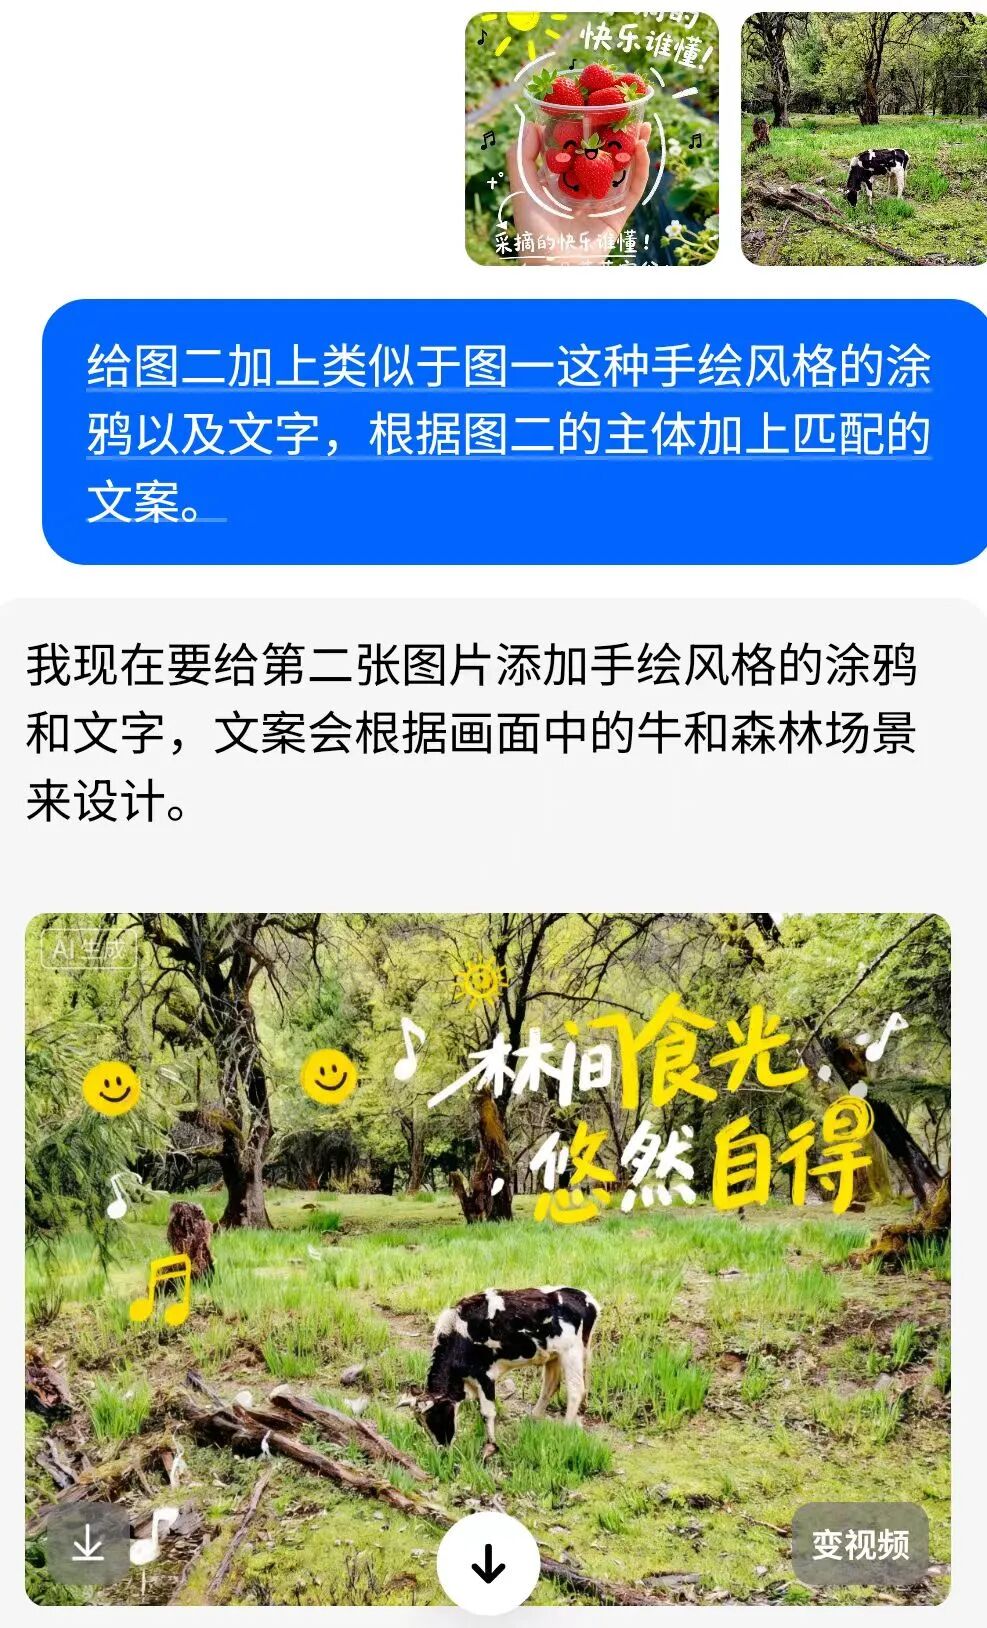 快乐谁懂!
采摘的快乐谁懂!
给图二加上类似于图一这种手绘风格的涂
鸦以及文字，根据图二的主体加上匹配的
文案。
我现在要给第二张图片添加手绘风格的涂鸦
和文字，文案会根据画面中的牛和森林场景
来设计。
AI生成
林间食光
悠然自得
变视频